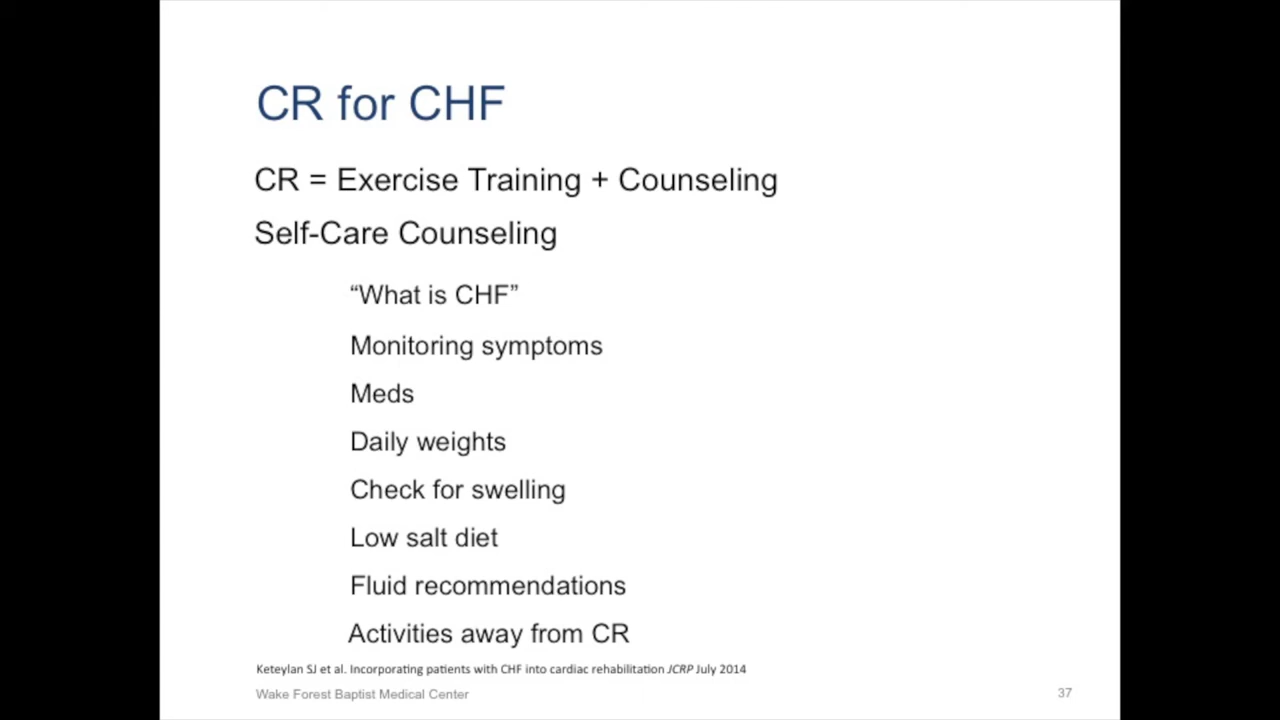 CR for CHF
CR = Exercise Training + Counseling
Self-Care Counseling
“What is CHF”
Monitoring symptoms
Meds
Daily weights
Check for swelling
Low salt diet
Fluid recommendations
Activities away from CR
Keteylan SJ et al. Incorporating patients with CHF into cardiac rehabilitation JCRP July 2014
Wake Forest Baptist Medical Center
37